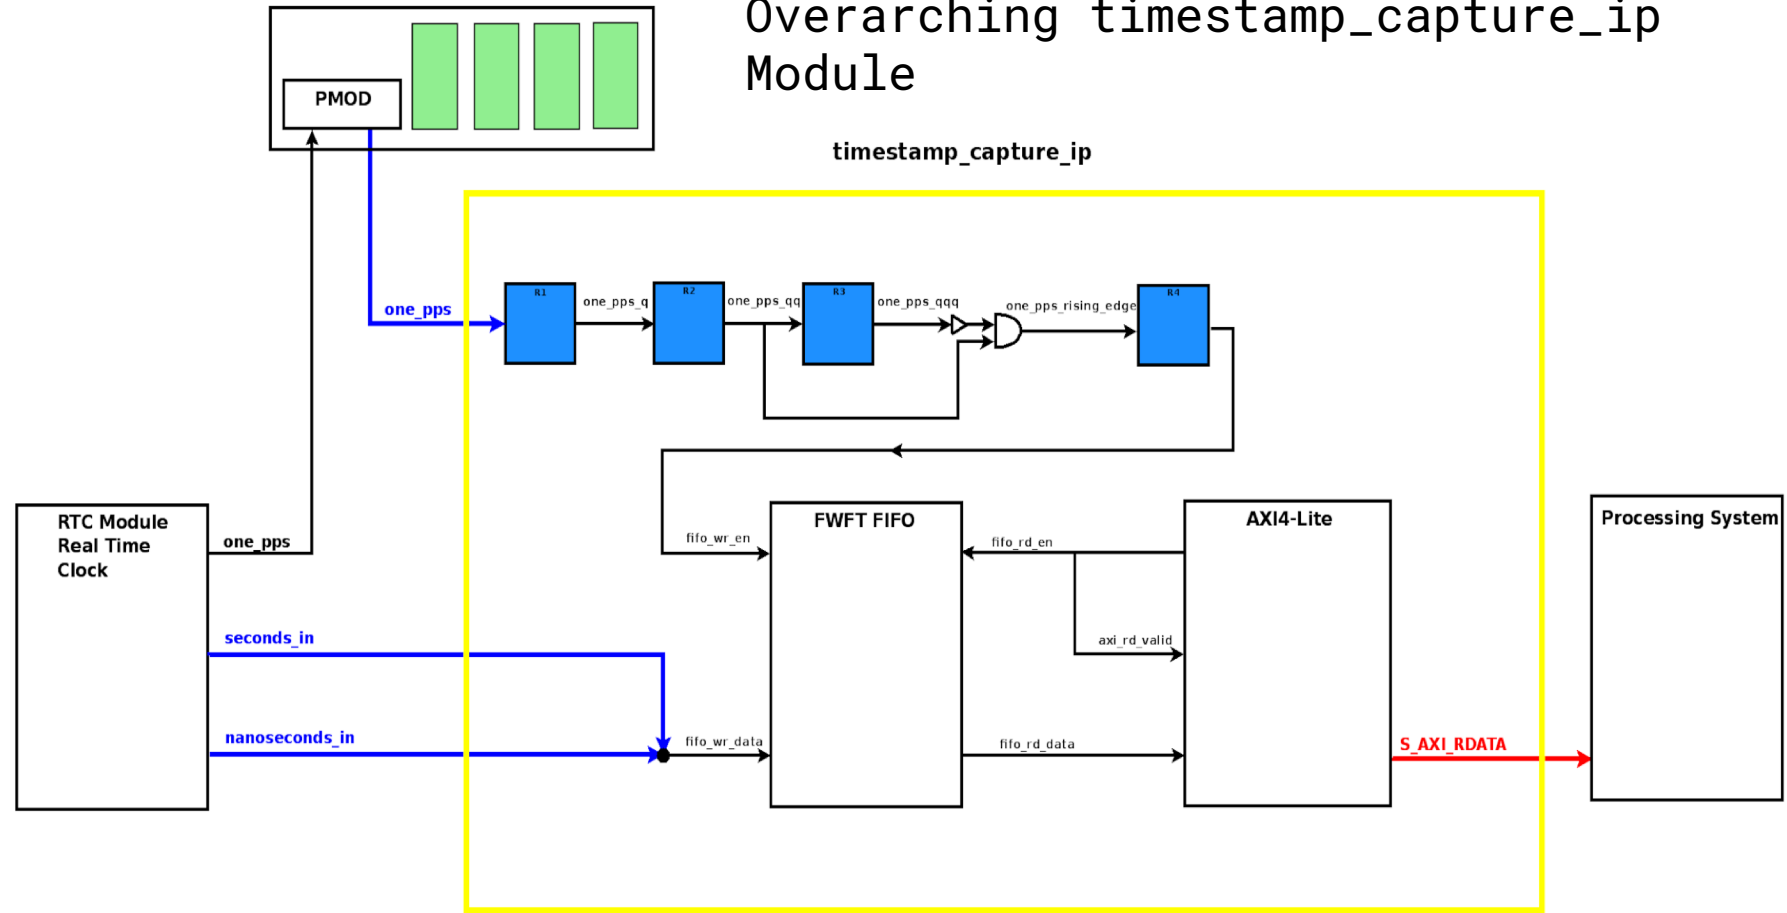 Overarching timestamp_capture_ip
Module
PMOD
timestamp_capture_ip
one_pps
R1
one_pps_q
R2
one_pps_qq
R3
one_pps_qqq
one_pps_rising_edge
R4
RTC Module
Real Time
Clock
one_pps
seconds_in
nanoseconds_in
fifo_wr_en
fifo_wr_data
FWFT FIFO
fifo_rd_en
axi_rd_valid
fifo_rd_data
AXI4-Lite
S_AXI_RDATA
Processing System